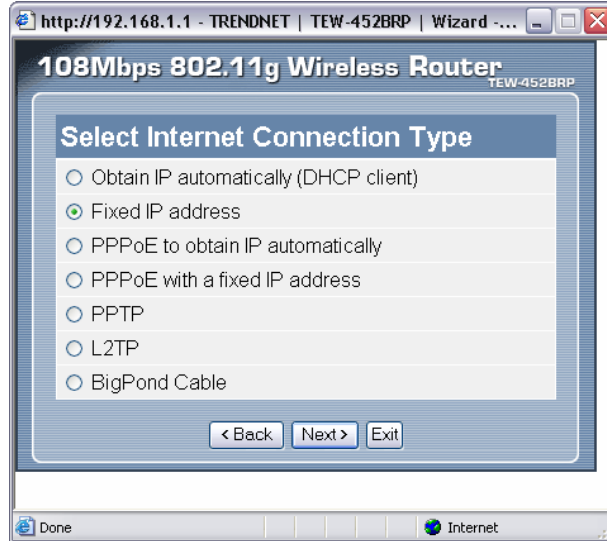 http://192.168.1.1 - TRENDNET | TEW-452BRP | Wizard -...
108Mbps 802.11g Wireless Router
TEW-452BRP
Select Internet Connection Type
Obtain IP automatically (DHCP client)
Fixed IP address
PPPoE to obtain IP automatically
PPPoE with a fixed IP address
PPTP
L2TP
BigPond Cable
< Back Next > Exit
Done Internet